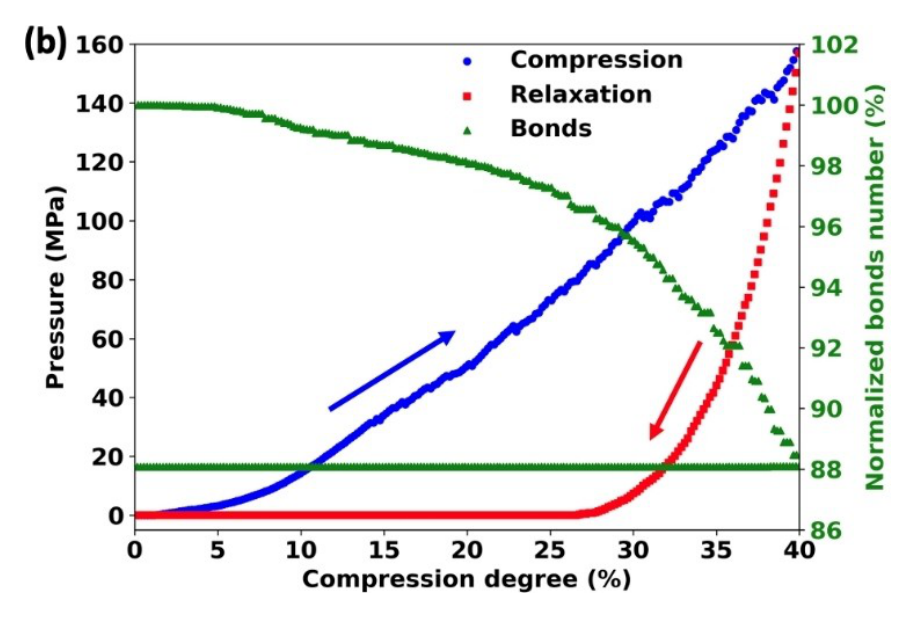 (b)
160
140
120
100
80
60
40
20
0
Pressure (MPa)
Compression
Relaxation
Bonds
102
100
98
96
94
92
90
88
86
Normalized bonds number (%)
0 5 10 15 20 25 30 35 40
Compression degree (%)